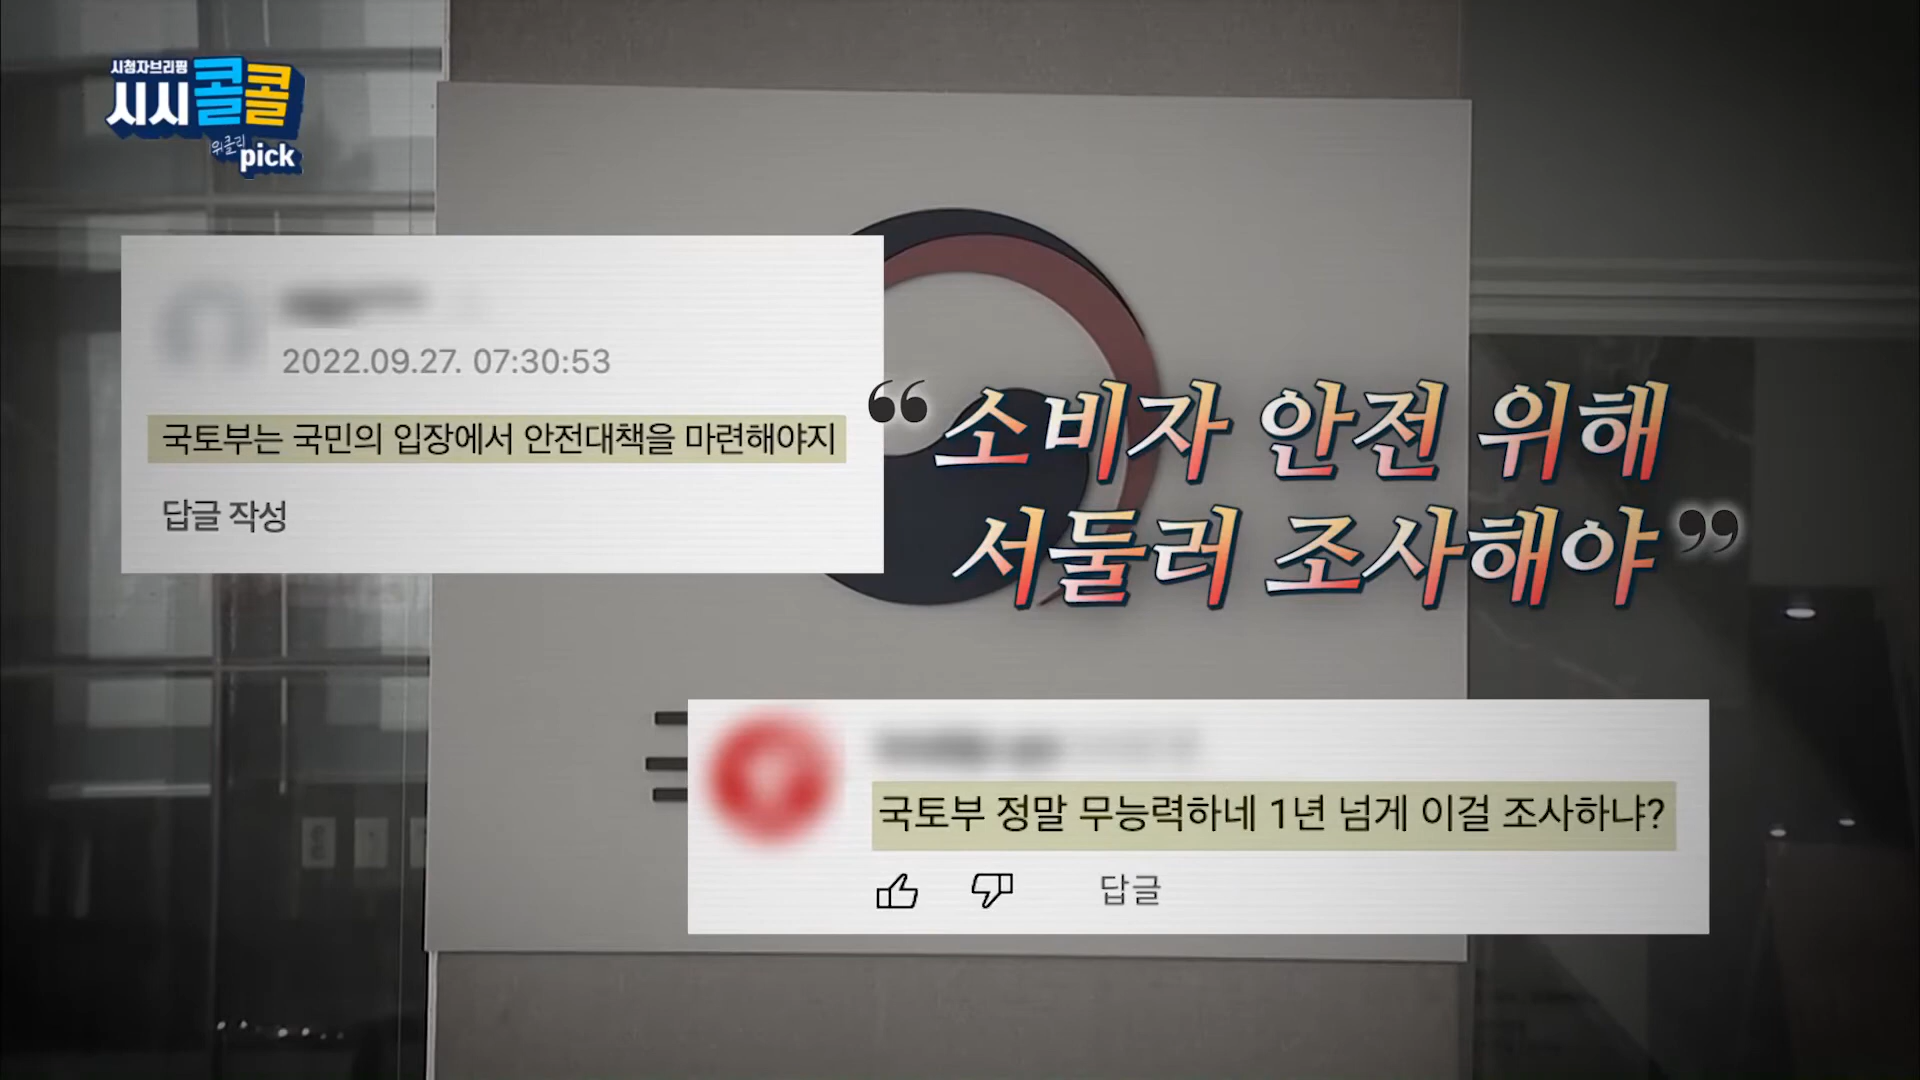 시청자브리핑
시시콜콜
위클리
pick
2022.09.27. 07:30:53
국토부는 국민의 입장에서 안전대책을 마련해야지
답글 작성
“소비자 안전 위해
서둘러 조사해야”
국토부 정말 무능력하네 1년 넘게 이걸 조사하냐?
답글